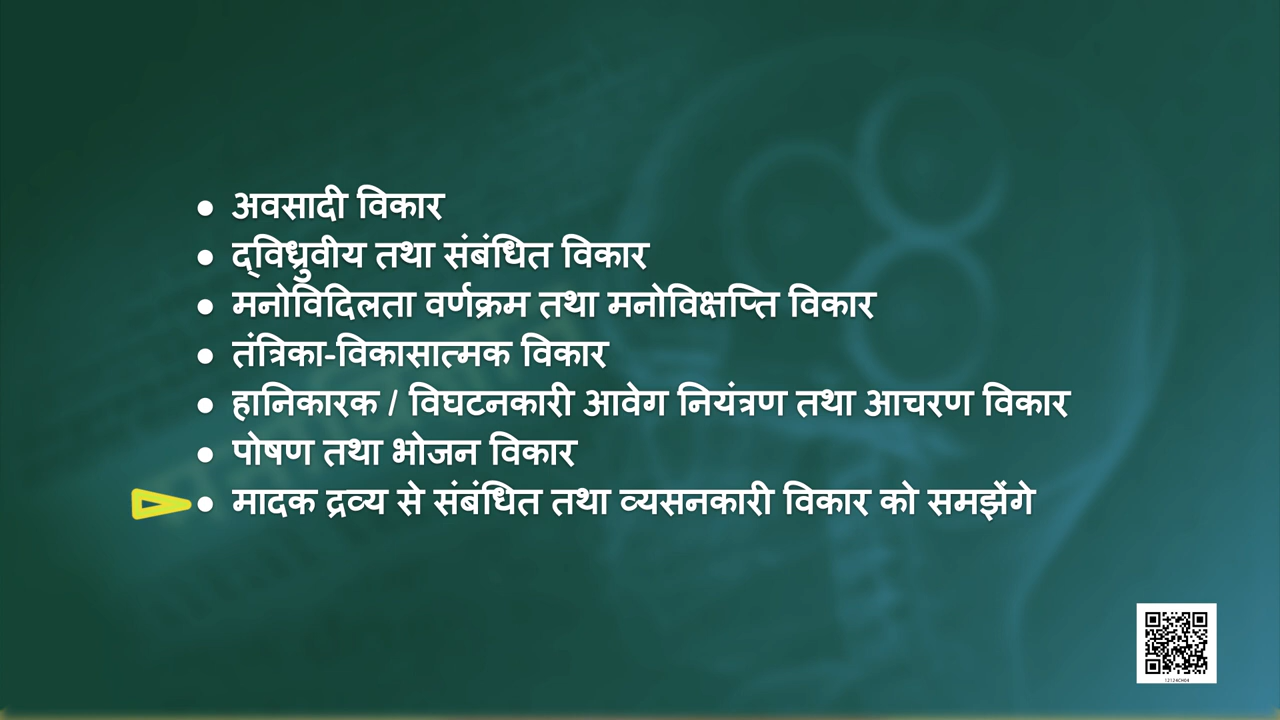 • अवसादी विकार
• द्विध्रुवीय तथा संबंधित विकार
• मनोविदिलता वर्णक्रम तथा मनोविक्षप्ति विकार
• तंत्रिका-विकासात्मक विकार
• हानिकारक / विघटनकारी आवेग नियंत्रण तथा आचरण विकार
• पोषण तथा भोजन विकार
• मादक द्रव्य से संबंधित तथा व्यसनकारी विकार को समझेंगे
12124CH04